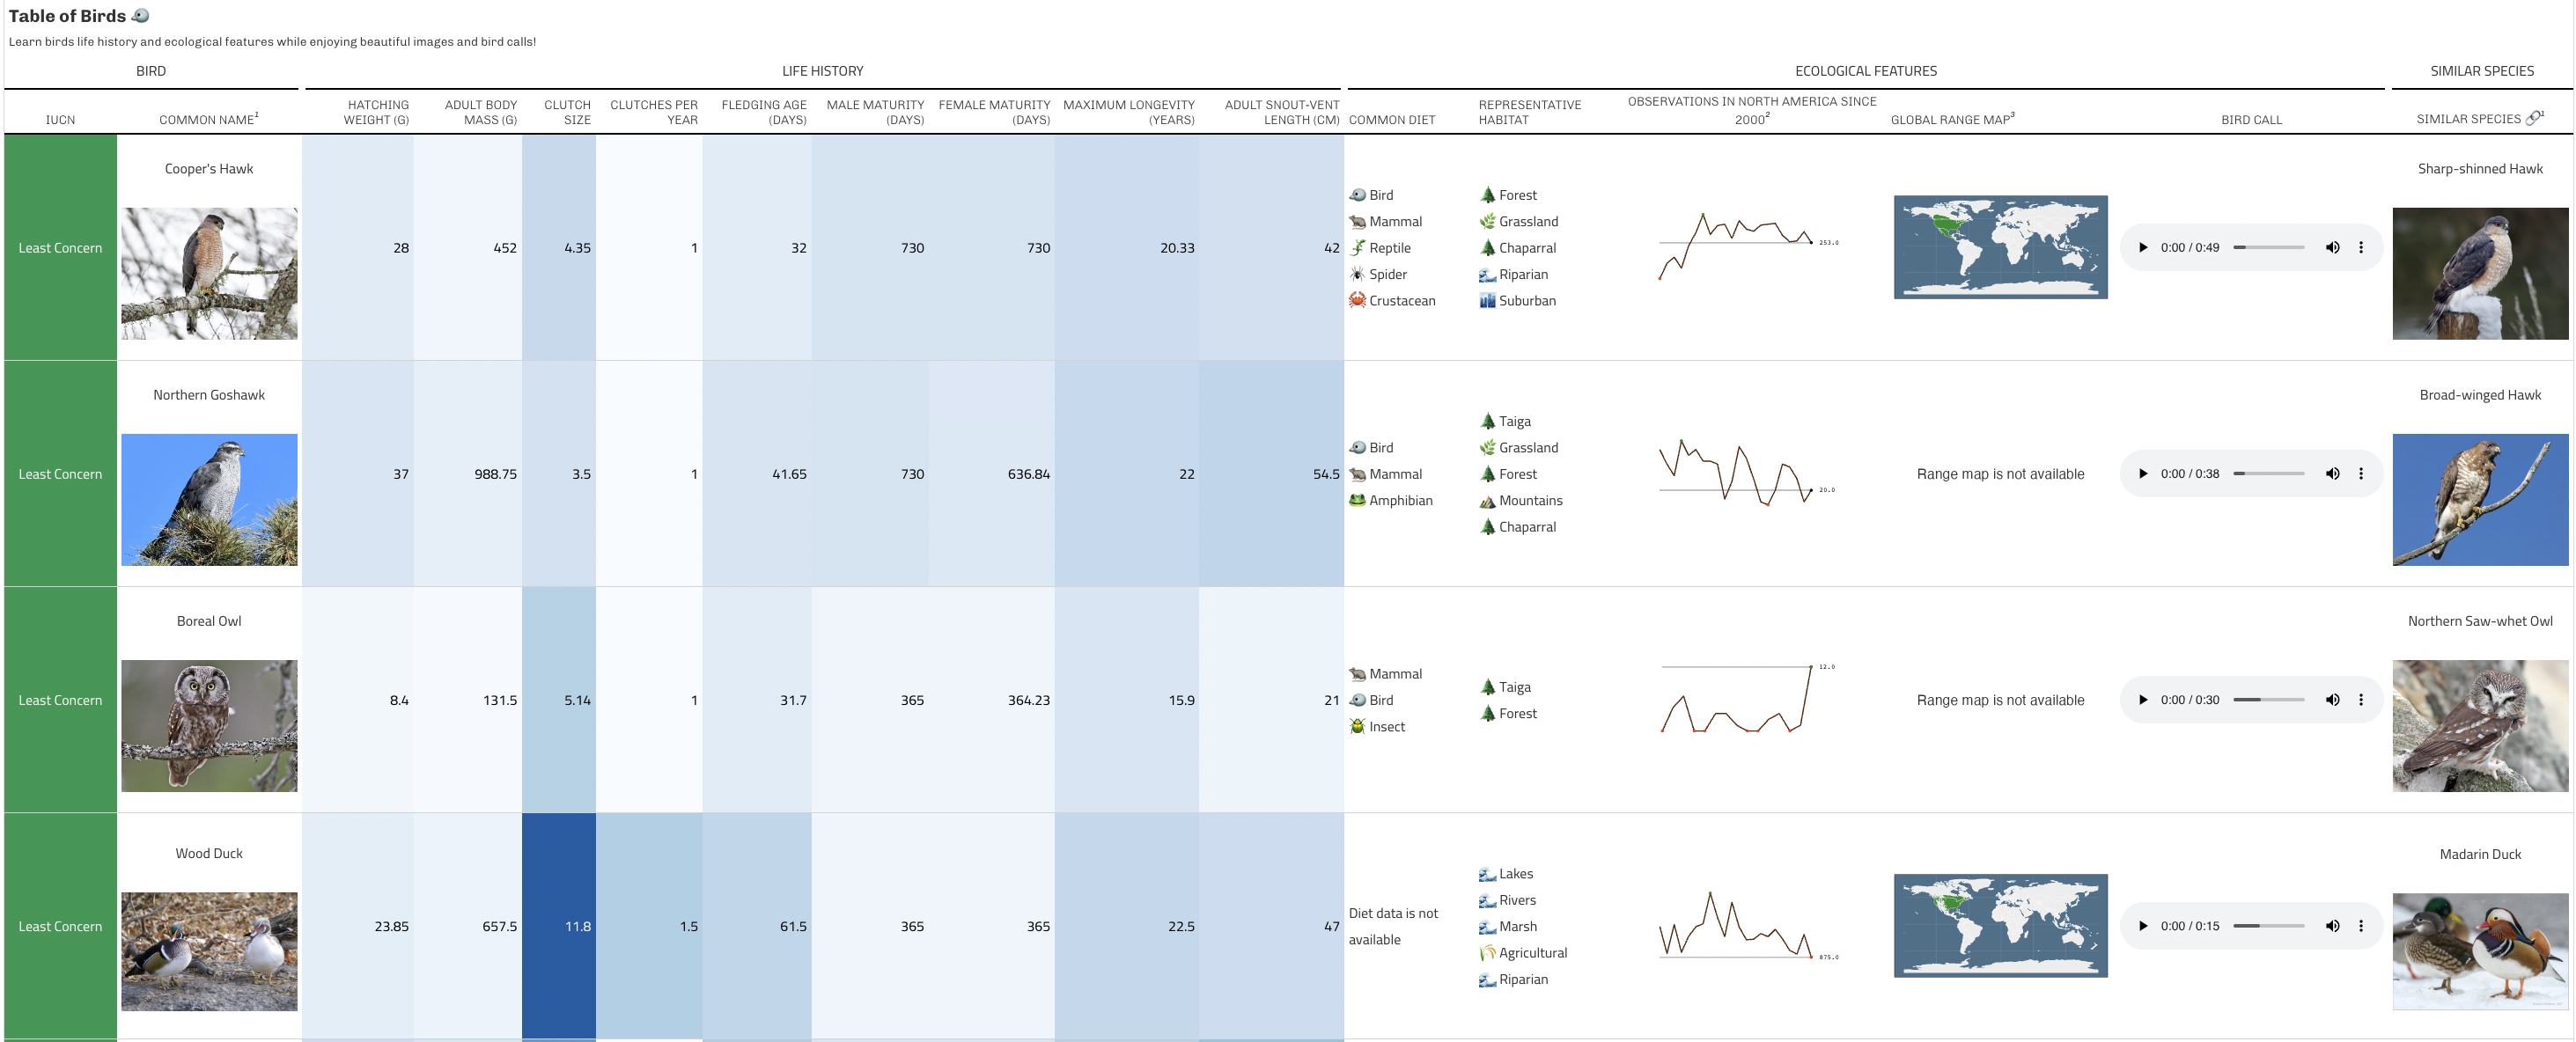 Table of Birds
Learn birds life history and ecological features while enjoying beautiful images and bird calls!
BIRD
LIFE HISTORY
ECOLOGICAL FEATURES
SIMILAR SPECIES
IUCN
COMMON NAME1
HATCHING
WEIGHT (G)
ADULT BODY
MASS (G)
CLUTCH
SIZE
CLUTCHES PER
YEAR
FLEDGING AGE
(DAYS)
MALE MATURITY
(DAYS)
FEMALE MATURITY
(DAYS)
MAXIMUM LONGEVITY
(YEARS)
ADULT SNOUT-VENT
LENGTH (CM)
COMMON DIET
REPRESENTATIVE
HABITAT
OBSERVATIONS IN NORTH AMERICA SINCE
20002
GLOBAL RANGE MAP3
BIRD CALL
SIMILAR SPECIES 1
Least Concern
Cooper's Hawk
28
452
4.35
1
32
730
730
20.33
42
Bird
Mammal
Reptile
Spider
Crustacean
Forest
Grassland
Chaparral
Riparian
Suburban
253.0
0:00 / 0:49
Sharp-shinned Hawk
Least Concern
Northern Goshawk
37
988.75
3.5
1
41.65
730
636.84
22
54.5
Bird
Mammal
Amphibian
Taiga
Grassland
Forest
Mountains
Chaparral
20.0
Range map is not available
0:00 / 0:38
Broad-winged Hawk
Least Concern
Boreal Owl
8.4
131.5
5.14
1
31.7
365
364.23
15.9
21
Mammal
Bird
Insect
Taiga
Forest
12.0
Range map is not available
0:00 / 0:30
Northern Saw-whet Owl
Least Concern
Wood Duck
23.85
657.5
11.8
1.5
61.5
365
365
22.5
47
Diet data is not
available
Lakes
Rivers
Marsh
Agricultural
Riparian
875.0
0:00 / 0:15
Madarin Duck